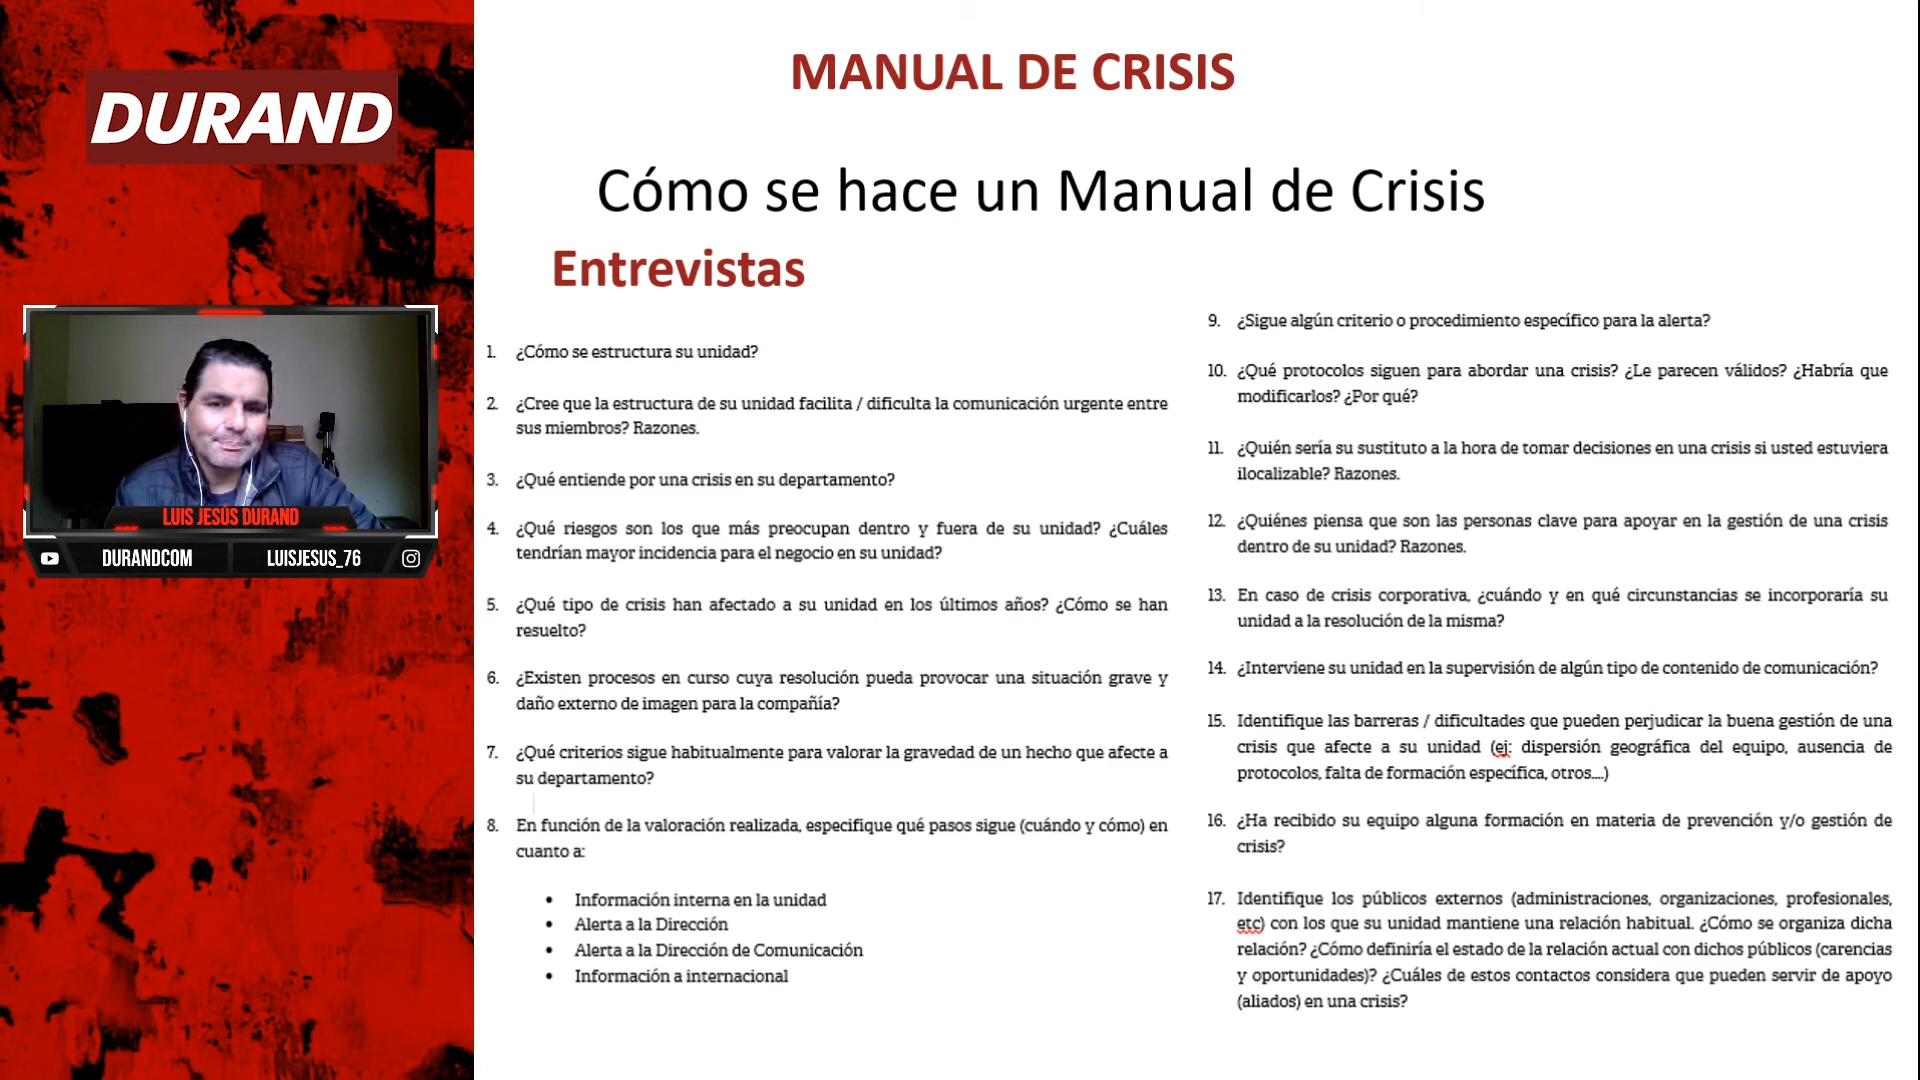 DURAND
LUIS JESÚS DURAND
DURANDCOM
LUISJESUS_76
MANUAL DE CRISIS
Cómo se hace un Manual de Crisis
Entrevistas
1. ¿Cómo se estructura su unidad?
2. ¿Cree que la estructura de su unidad facilita / dificulta la comunicación urgente entre
sus miembros? Razones.
3. ¿Qué entiende por una crisis en su departamento?
4. ¿Qué riesgos son los que más preocupan dentro y fuera de su unidad? ¿Cuáles
tendrían mayor incidencia para el negocio en su unidad?
5. ¿Qué tipo de crisis han afectado a su unidad en los últimos años? ¿Cómo se han
resuelto?
6. ¿Existen procesos en curso cuya resolución pueda provocar una situación grave y
daño externo de imagen para la compañía?
7. ¿Qué criterios sigue habitualmente para valorar la gravedad de un hecho que afecte a
su departamento?
8. En función de la valoración realizada, especifique qué pasos sigue (cuándo y cómo) en
cuanto a:
• Información interna en la unidad
• Alerta a la Dirección
• Alerta a la Dirección de Comunicación
• Información a internacional
9. ¿Sigue algún criterio o procedimiento específico para la alerta?
10. ¿Qué protocolos siguen para abordar una crisis? ¿Le parecen válidos? ¿Habría que
modificarlos? ¿Por qué?
11. ¿Quién sería su sustituto a la hora de tomar decisiones en una crisis si usted estuviera
ilocalizable? Razones.
12. ¿Quiénes piensa que son las personas clave para apoyar en la gestión de una crisis
dentro de su unidad? Razones.
13. En caso de crisis corporativa, ¿cuándo y en qué circunstancias se incorporaría su
unidad a la resolución de la misma?
14. ¿Interviene su unidad en la supervisión de algún tipo de contenido de comunicación?
15. Identifique las barreras / dificultades que pueden perjudicar la buena gestión de una
crisis que afecte a su unidad (ej: dispersión geográfica del equipo, ausencia de
protocolos, falta de formación específica, otros....)
16. ¿Ha recibido su equipo alguna formación en materia de prevención y/o gestión de
crisis?
17. Identifique los públicos externos (administraciones, organizaciones, profesionales,
etc) con los que su unidad mantiene una relación habitual. ¿Cómo se organiza dicha
relación? ¿Cómo definiría el estado de la relación actual con dichos públicos (carencias
y oportunidades)? ¿Cuáles de estos contactos considera que pueden servir de apoyo
(aliados) en una crisis?